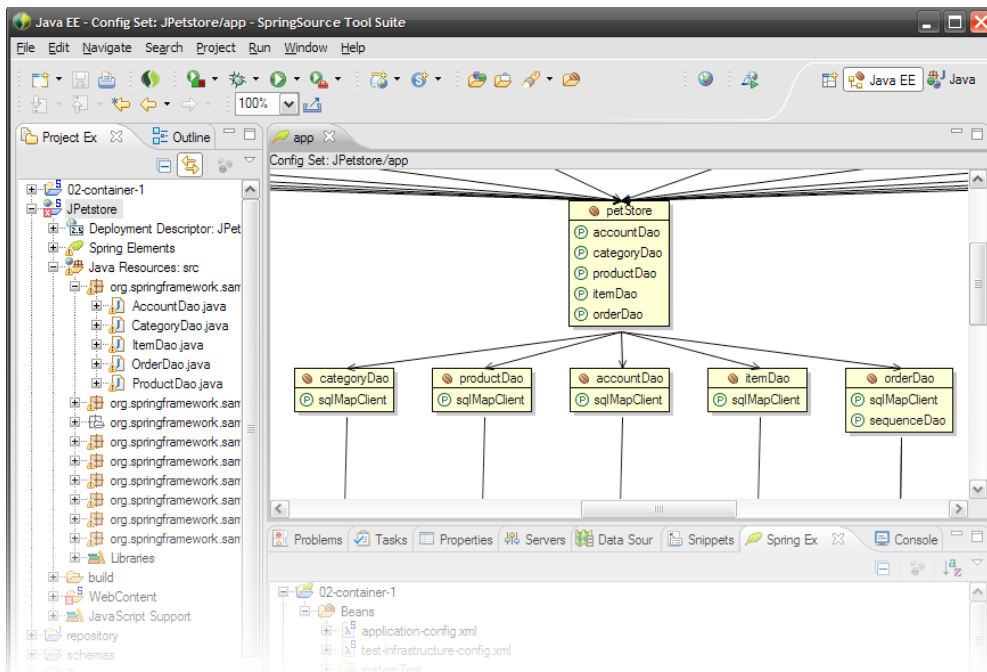 Java EE - Config Set: JPetstore/app - SpringSource Tool Suite
File Edit Navigate Search Project Run Window Help
Java EE Java
100%
Project Ex Outline
02-container-1
JPetstore
Deployment Descriptor: JPet
Spring Elements
Java Resources: src
org.springframework.sam
AccountDao.java
CategoryDao.java
ItemDao.java
OrderDao.java
ProductDao.java
org.springframework.sam
org.springframework.sam
org.springframework.sam
org.springframework.sam
org.springframework.sam
org.springframework.sam
org.springframework.sam
org.springframework.sam
Libraries
build
WebContent
JavaScript Support
repository
schemas
app
Config Set: JPetstore/app
petStore
accountDao
categoryDao
productDao
itemDao
orderDao
categoryDao
sqlMapClient
productDao
sqlMapClient
accountDao
sqlMapClient
itemDao
sqlMapClient
orderDao
sqlMapClient
sequenceDao
Problems Tasks Properties Servers Data Sour Snippets Spring Ex Console
02-container-1
Beans
application-config.xml
test-infrastructure-config.xml
systemTest